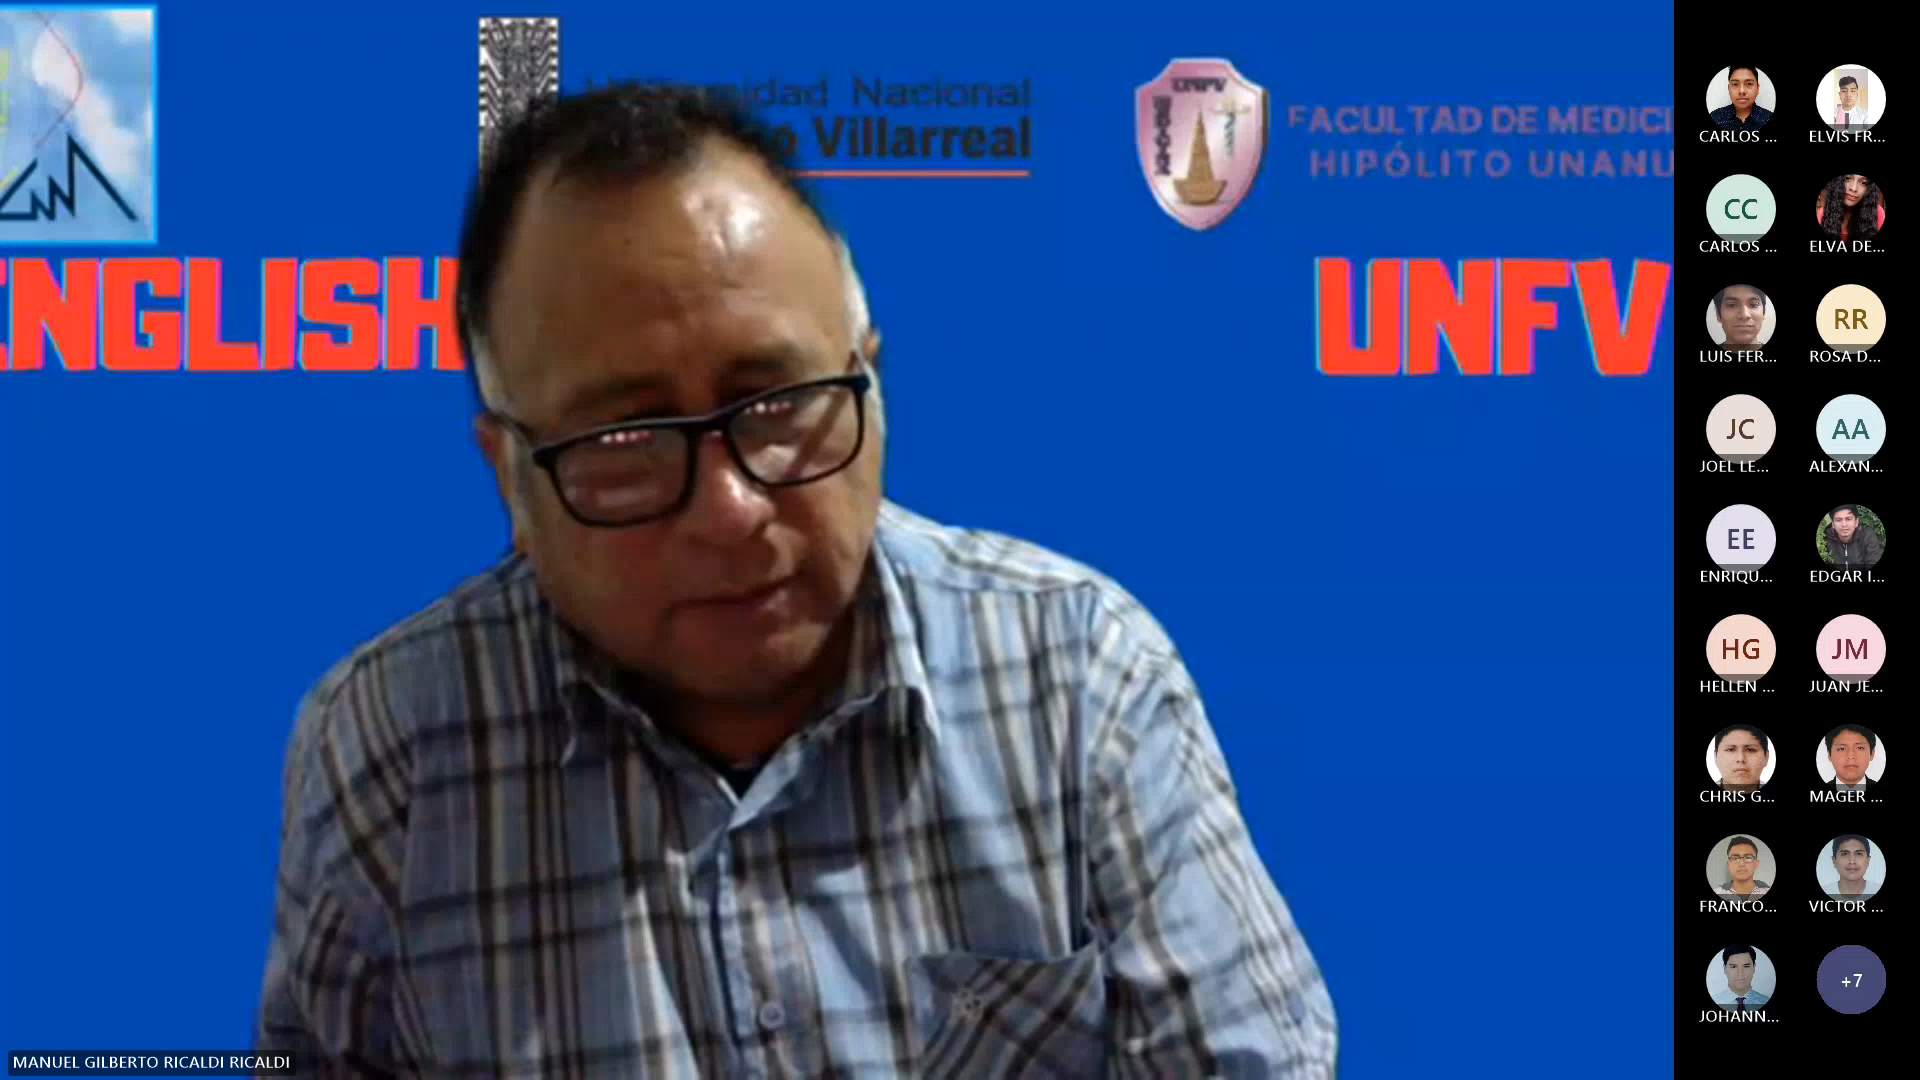 Nacional
Villarreal
UNFV
FACULTAD DE MEDICI
HIPÓLITO UNANU
ENGLISH
UNFV
MANUEL GILBERTO RICALDI RICALDI
CARLOS ...
ELVIS FR...
CC
CARLOS ...
ELVA DE...
LUIS FER...
RR
ROSA D...
JC
JOEL LE...
AA
ALEXAN...
EE
ENRIQU...
EDGAR I...
HG
HELLEN ...
JM
JUAN JE...
CHRIS G...
MAGER ...
FRANCO...
VICTOR ...
JOHANN...
+7